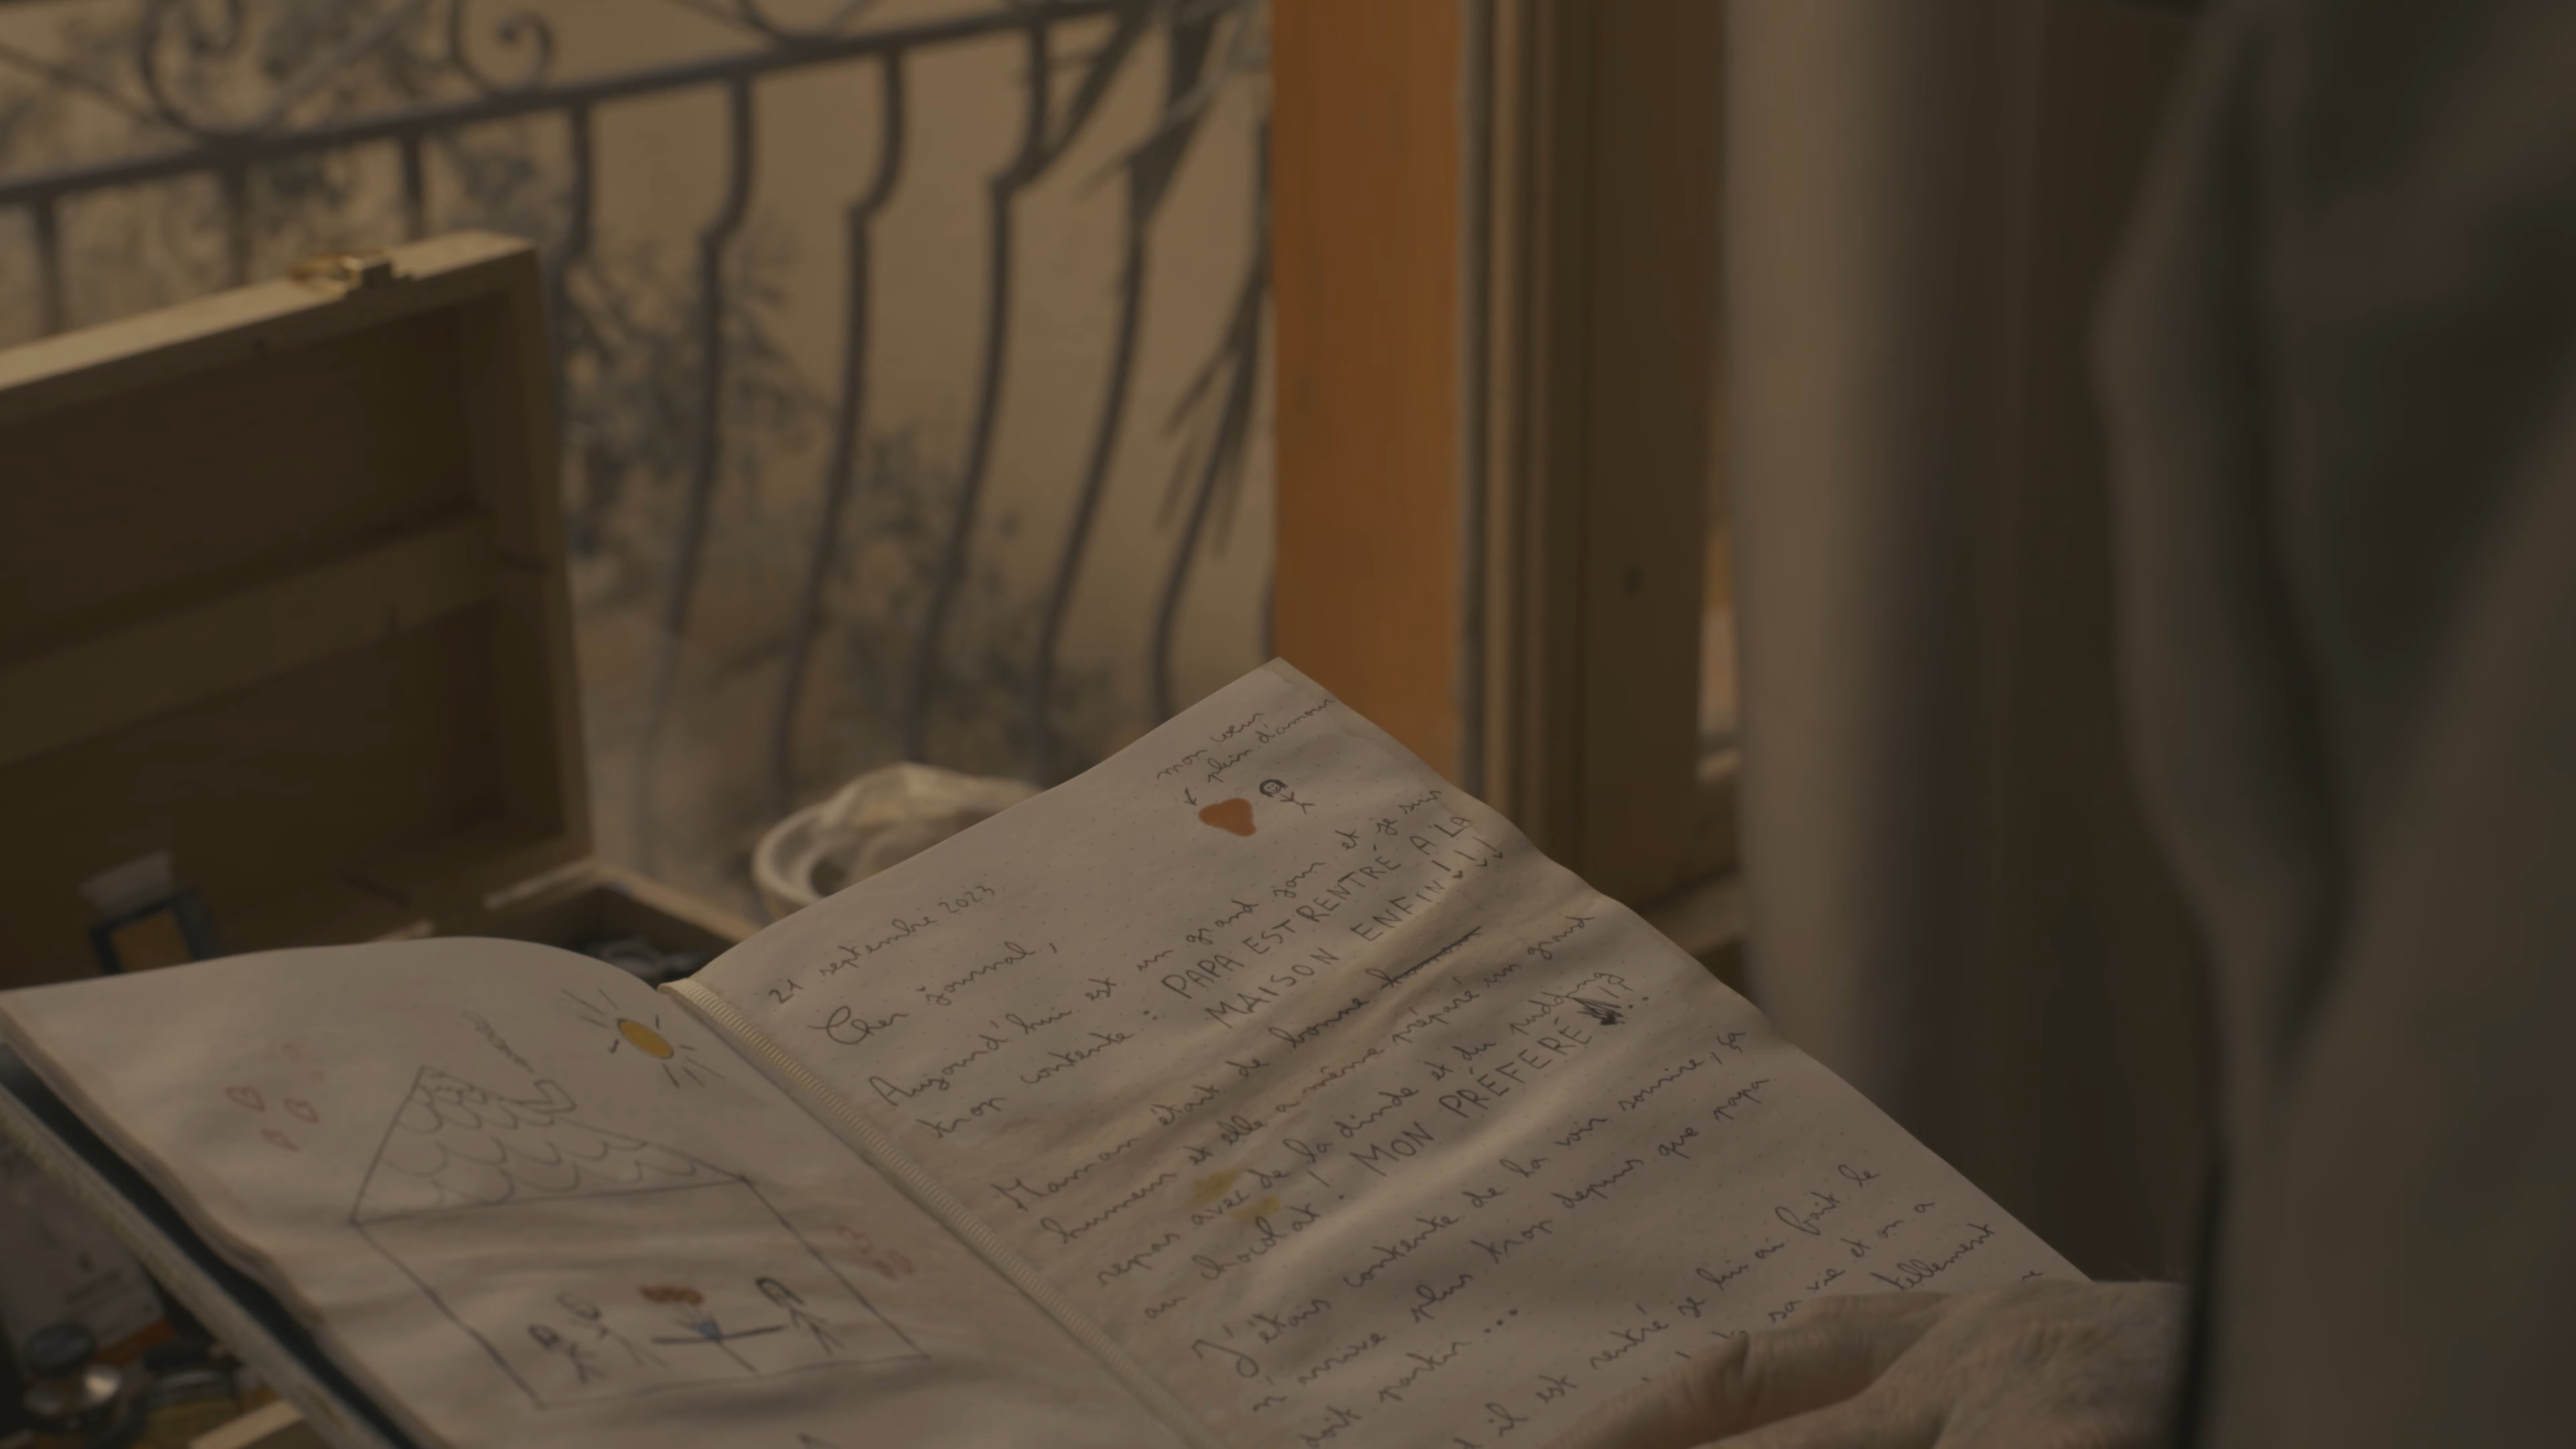 mon cœur
plein d'amour
21 septembre 2023
Cher journal,
Aujourd'hui est un grand jour et je suis
trop contente : PAPA EST RENTRÉ A LA
MAISON ENFIN!!!
Maman était de bonne
humeur et elle a même préparé un grand
repas avec de la dinde et du pudding
au chocolat ! MON PRÉFERÉ
J'étais contente de la voir sourire, ça
n'arrive plus trop depuis que papa
doit partir ...
il est rentré je lui ai fait le
sa vie et on a
tellement